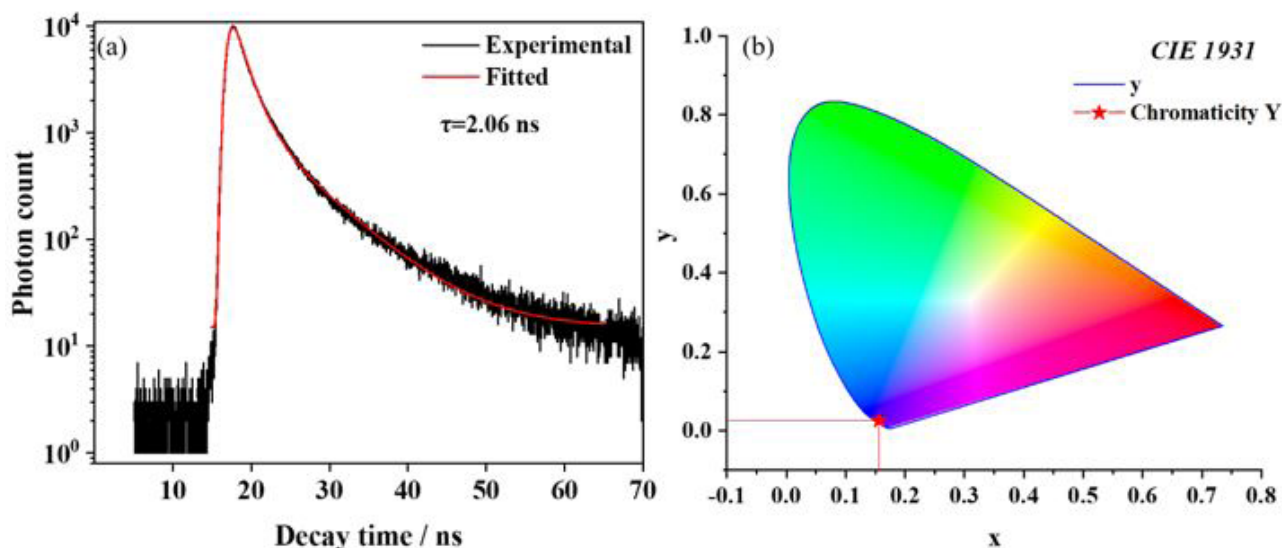 (a)
Experimental
Fitted
τ=2.06 ns
Photon count
10⁴
10³
10²
10¹
10⁰
10 20 30 40 50 60 70
Decay time / ns
(b)
CIE 1931
y
Chromaticity Y
y
1.0
0.8
0.6
0.4
0.2
0.0
-0.1 0.0 0.1 0.2 0.3 0.4 0.5 0.6 0.7 0.8
x